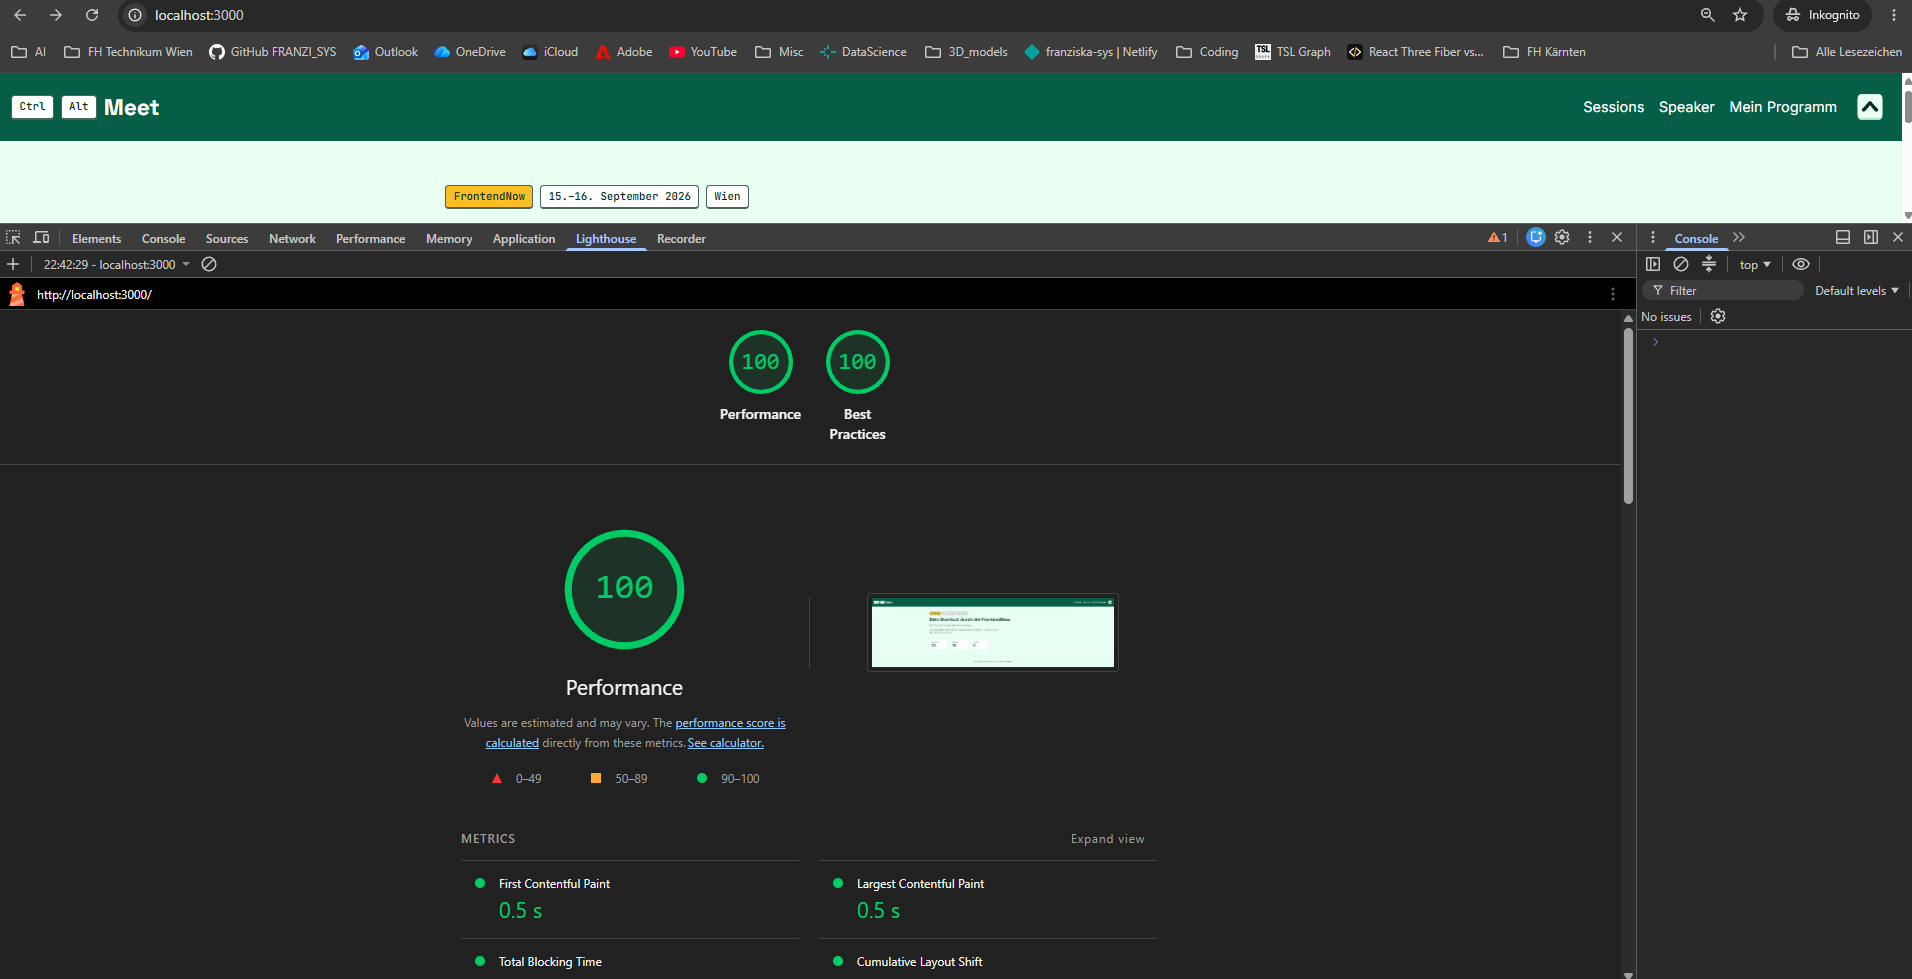 localhost:3000
Inkognito
AI
FH Technikum Wien
GitHub FRANZI_SYS
Outlook
OneDrive
iCloud
Adobe
YouTube
Misc
DataScience
3D_models
franziska-sys | Netlify
Coding
TSL Graph
React Three Fiber vs...
FH Kärnten
Alle Lesezeichen
Ctrl Alt Meet
Sessions Speaker Mein Programm
FrontendNow 15.–16. September 2026 Wien
Elements Console Sources Network Performance Memory Application Lighthouse Recorder
1
Console
22:42:29 - localhost:3000
top
http://localhost:3000/
Filter
Default levels
No issues
100
Performance
100
Best
Practices
100
Performance
Values are estimated and may vary. The performance score is
calculated directly from these metrics. See calculator.
0–49 50–89 90–100
Dein Shortcut durch die Frontend-Base
METRICS
Expand view
First Contentful Paint
0.5 s
Largest Contentful Paint
0.5 s
Total Blocking Time
Cumulative Layout Shift